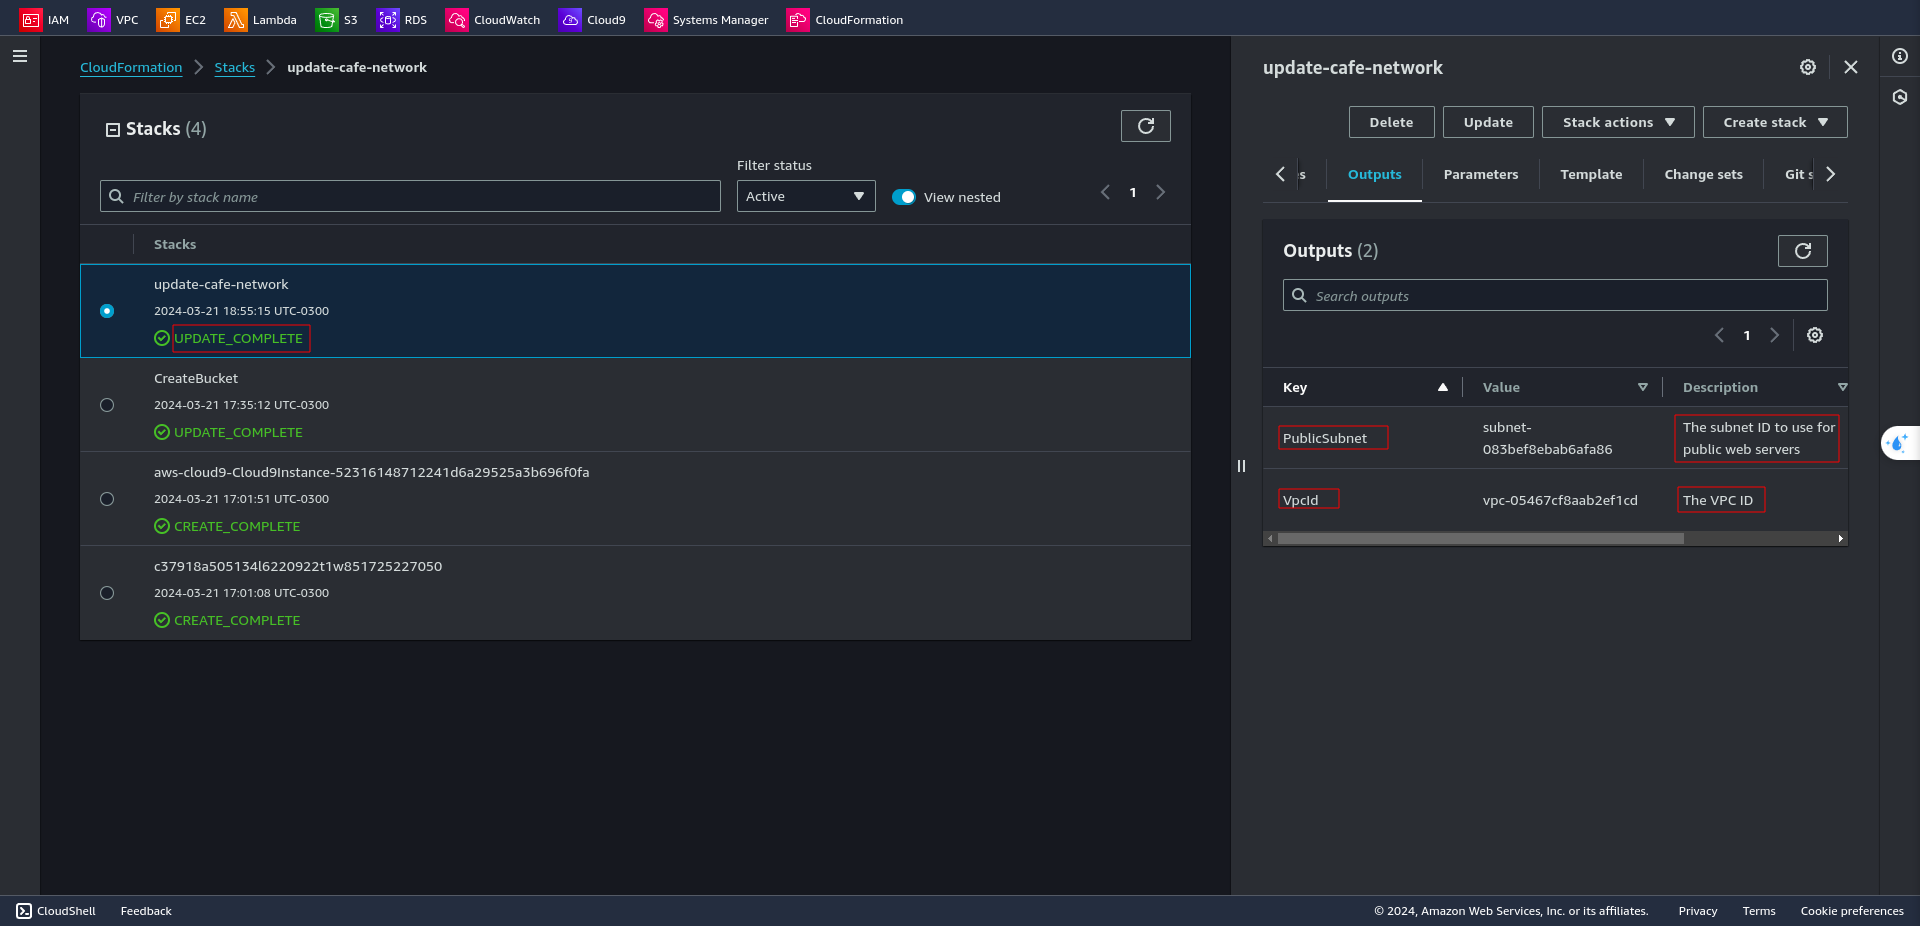 IAM VPC EC2 Lambda S3 RDS CloudWatch Cloud9 Systems Manager CloudFormation
CloudFormation Stacks update-cafe-network
Stacks (4)
Filter status
Filter by stack name Active View nested 1
Stacks
update-cafe-network
2024-03-21 18:55:15 UTC-0300
UPDATE_COMPLETE
CreateBucket
2024-03-21 17:35:12 UTC-0300
UPDATE_COMPLETE
aws-cloud9-Cloud9Instance-52316148712241d6a29525a3b696f0fa
2024-03-21 17:01:51 UTC-0300
CREATE_COMPLETE
c37918a505134l6220922t1w851725227050
2024-03-21 17:01:08 UTC-0300
CREATE_COMPLETE
update-cafe-network
Delete Update Stack actions Create stack
s Outputs Parameters Template Change sets Git s
Outputs (2)
Search outputs
1
Key Value Description
PublicSubnet subnet- The subnet ID to use for
083bef8ebab6afa86 public web servers
VpcId vpc-05467cf8aab2ef1cd The VPC ID
CloudShell Feedback © 2024, Amazon Web Services, Inc. or its affiliates. Privacy Terms Cookie preferences